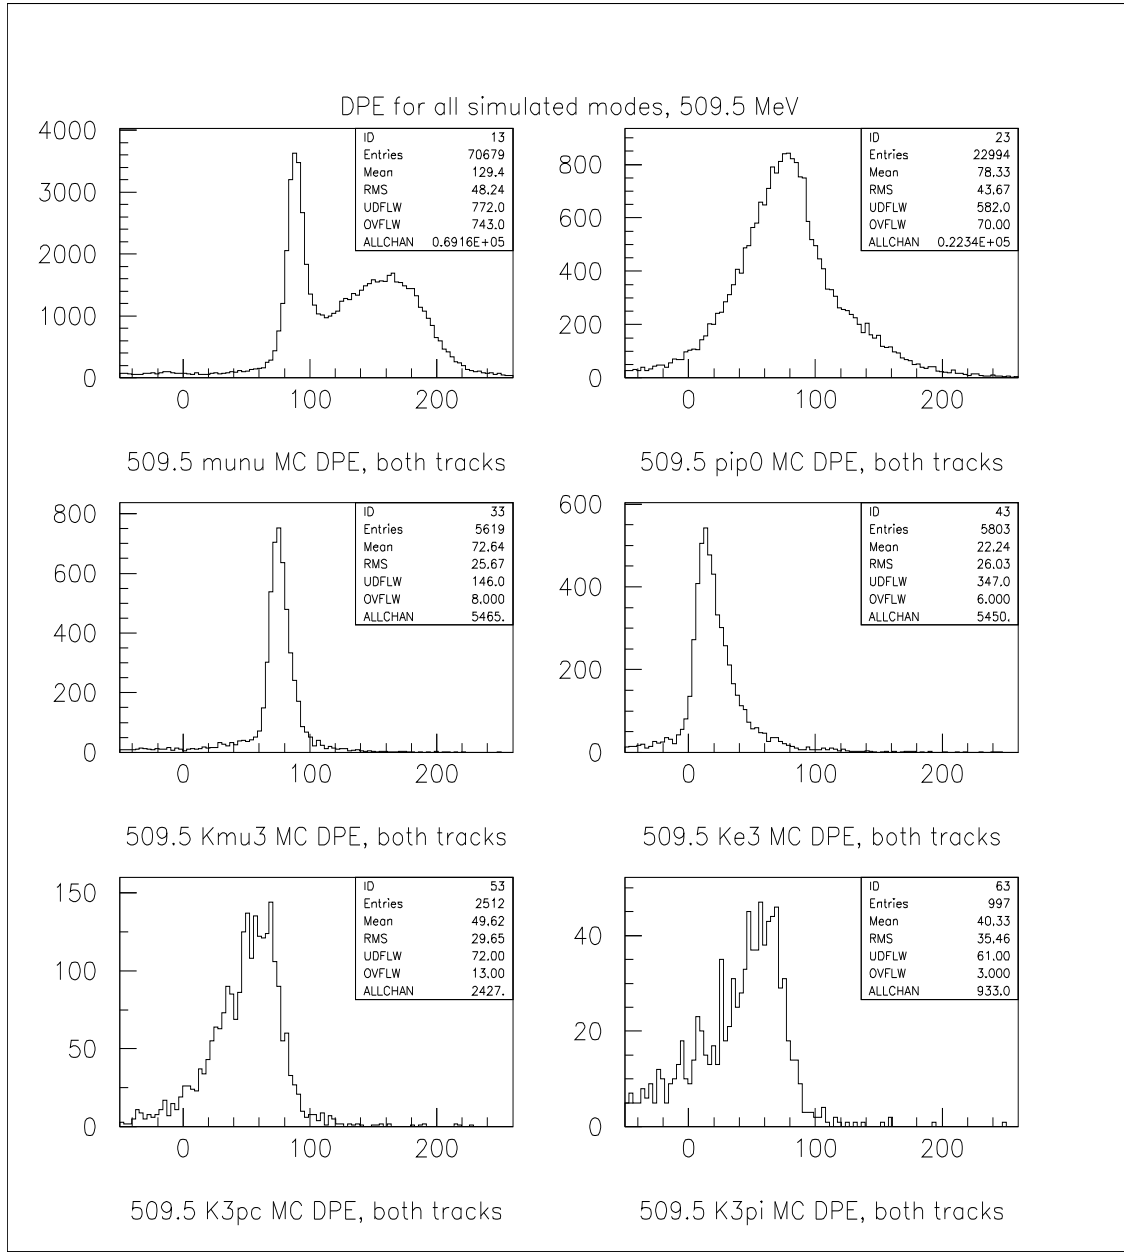 DPE for all simulated modes, 509.5 MeV
4000
3000
2000
1000
0
0 100 200
ID 13
Entries 70679
Mean 129.4
RMS 48.24
UDFLW 772.0
OVFLW 743.0
ALLCHAN 0.6916E+05
509.5 munu MC DPE, both tracks
800
600
400
200
0
0 100 200
ID 23
Entries 22994
Mean 78.33
RMS 43.67
UDFLW 582.0
OVFLW 70.00
ALLCHAN 0.2234E+05
509.5 pip0 MC DPE, both tracks
800
600
400
200
0
0 100 200
ID 33
Entries 5619
Mean 72.64
RMS 25.67
UDFLW 146.0
OVFLW 8.000
ALLCHAN 5465.
509.5 Kmu3 MC DPE, both tracks
600
400
200
0
0 100 200
ID 43
Entries 5803
Mean 22.24
RMS 26.03
UDFLW 347.0
OVFLW 6.000
ALLCHAN 5450.
509.5 Ke3 MC DPE, both tracks
150
100
50
0
0 100 200
ID 53
Entries 2512
Mean 49.62
RMS 29.65
UDFLW 72.00
OVFLW 13.00
ALLCHAN 2427.
509.5 K3pc MC DPE, both tracks
40
20
0
0 100 200
ID 63
Entries 997
Mean 40.33
RMS 35.46
UDFLW 61.00
OVFLW 3.000
ALLCHAN 933.0
509.5 K3pi MC DPE, both tracks